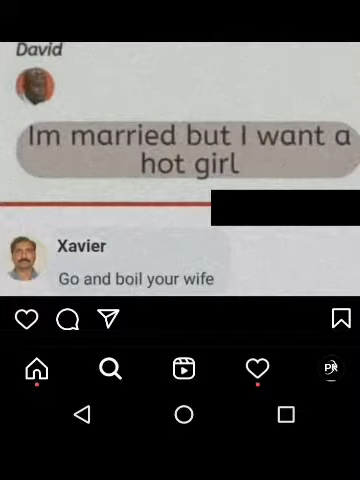 David
Im married but I want a
hot girl
Xavier
Go and boil your wife